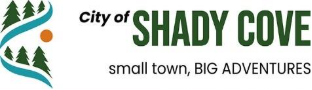 City of SHADY COVE
small town, BIG ADVENTURES